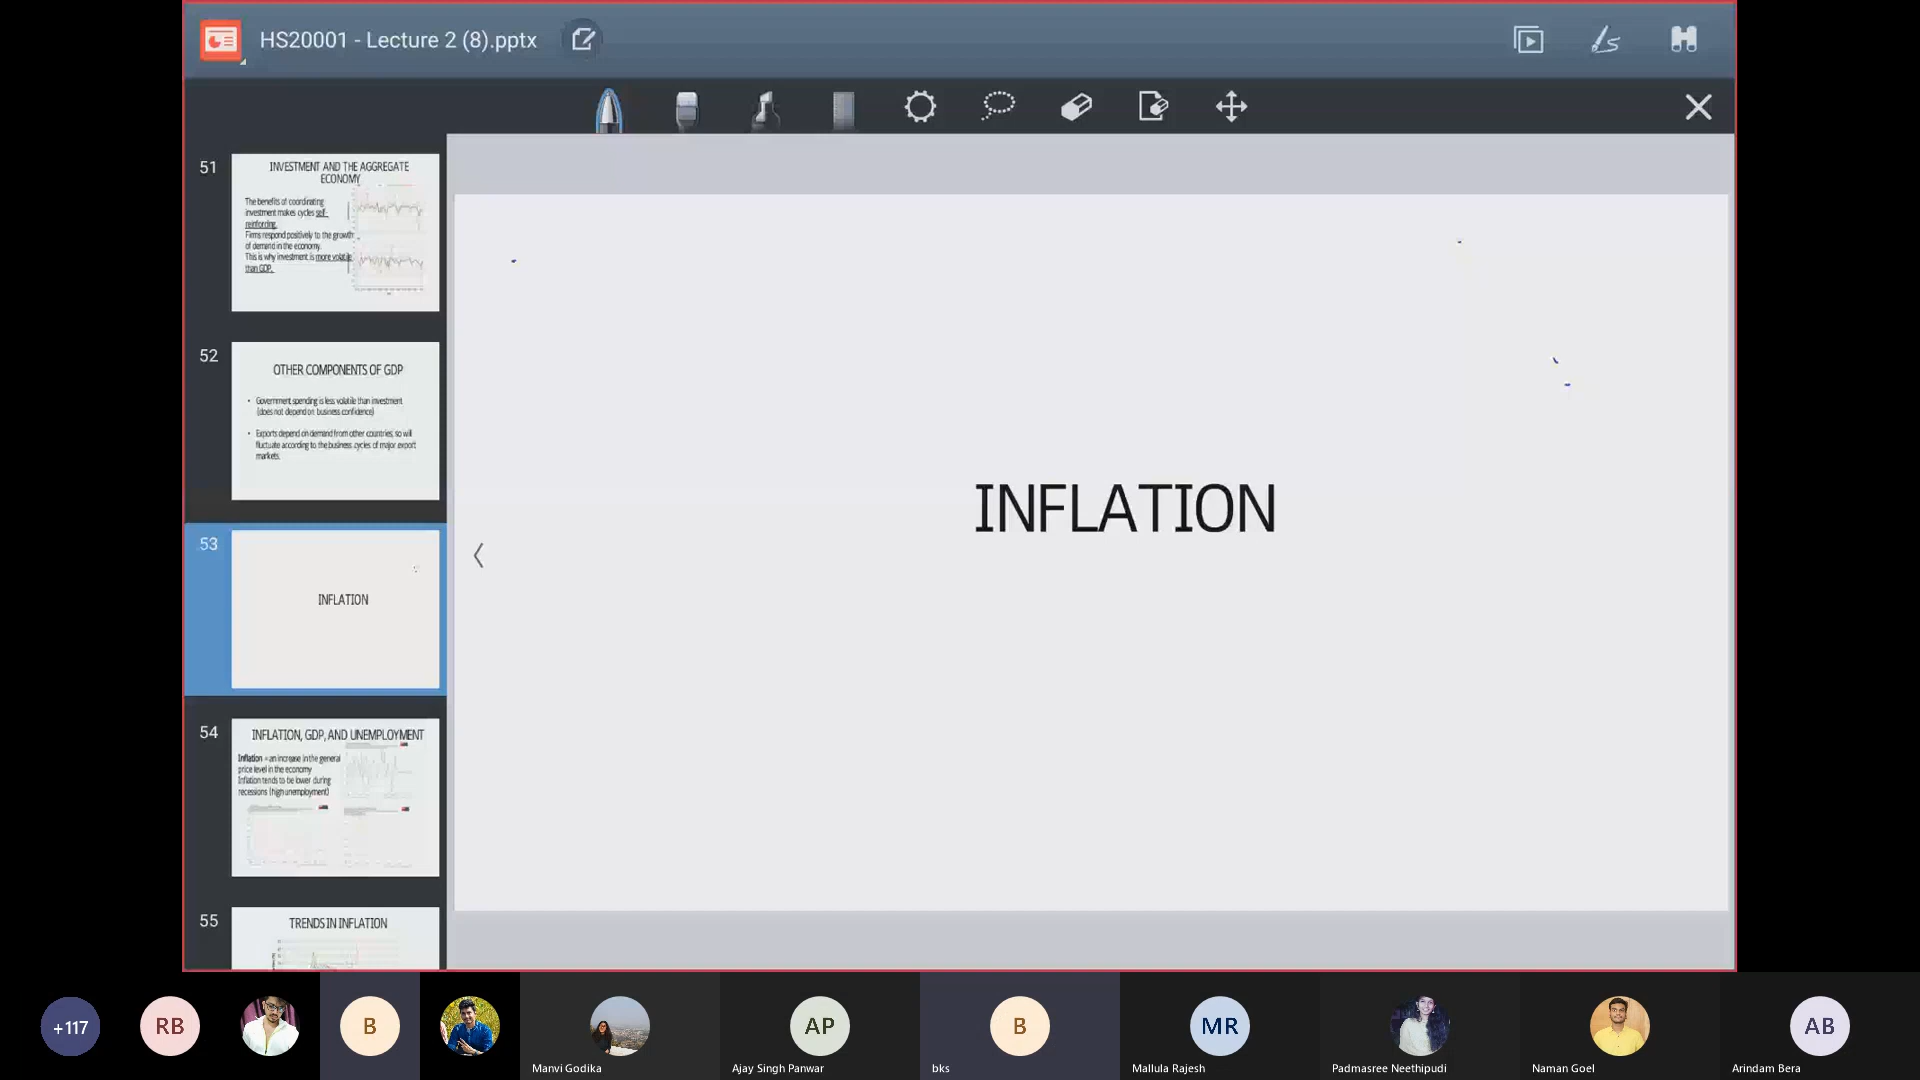 HS20001 - Lecture 2 (8).pptx
51
INVESTMENT AND THE AGGREGATE
ECONOMY
The benefits of coordinating
investment makes cycles self-
reinforcing.
Firms respond positively to the growth
of demand in the economy.
This is why investment is more volatile
than GDP.
52
OTHER COMPONENTS OF GDP
• Government spending is less volatile than investment
(does not depend on business confidence)
• Exports depend on demand from other countries, so will
fluctuate according to the business cycles of major export
markets.
53
INFLATION
54
INFLATION, GDP, AND UNEMPLOYMENT
Inflation = an increase in the general
price level in the economy
Inflation tends to be lower during
recessions (high unemployment)
55
TRENDS IN INFLATION
INFLATION
+117
RB
B
AP
B
MR
AB
Manvi Godika
Ajay Singh Panwar
bks
Mallula Rajesh
Padmasree Neethipudi
Naman Goel
Arindam Bera